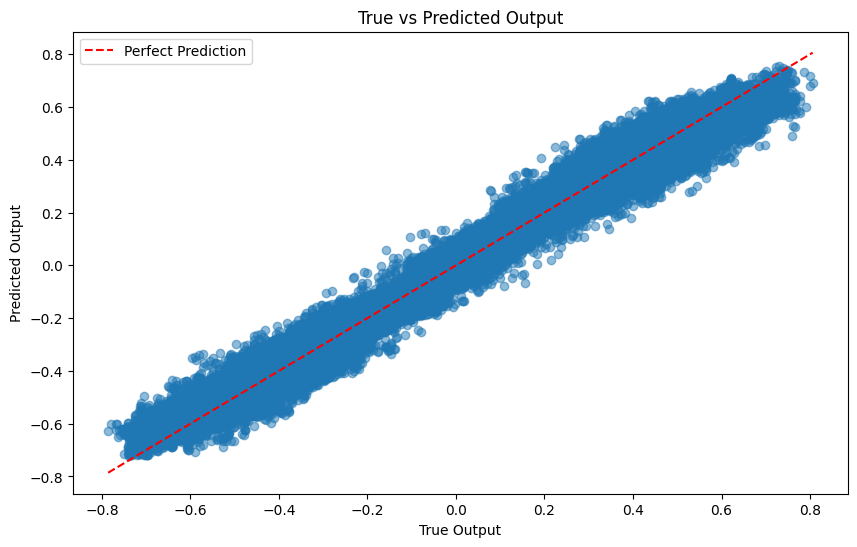 True vs Predicted Output
Perfect Prediction
0.8
0.6
0.4
0.2
0.0
−0.2
−0.4
−0.6
−0.8
Predicted Output
−0.8 −0.6 −0.4 −0.2 0.0 0.2 0.4 0.6 0.8
True Output